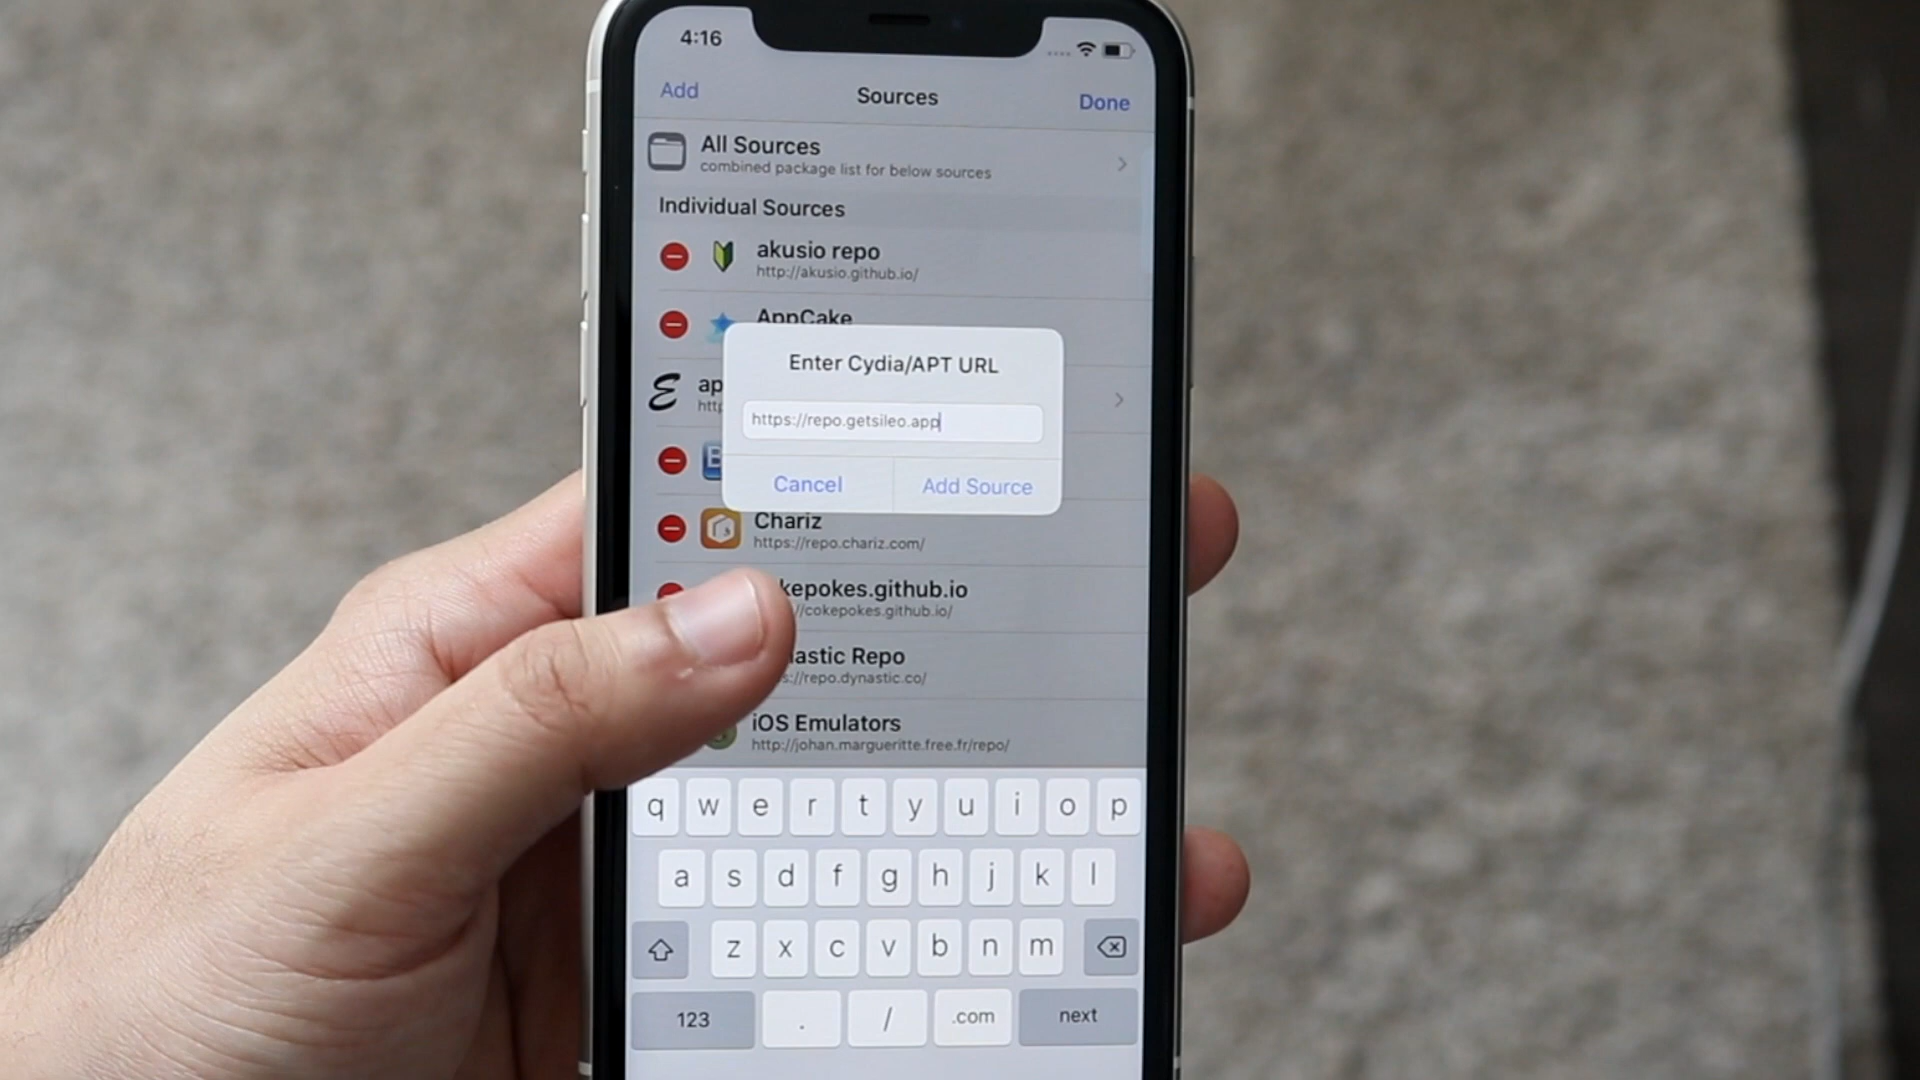 4:16
Add
Sources
Done
All Sources
combined package list for below sources
Individual Sources
akusio repo
http://akusio.github.io/
AppCake
Enter Cydia/APT URL
ap
http
https://repo.getsileo.app
B
Cancel
Add Source
Chariz
https://repo.chariz.com/
kepokes.github.io
//cokepokes.github.io/
astic Repo
s://repo.dynastic.co/
iOS Emulators
http://johan.margueritte.free.fr/repo/
q w e r t y u i o p
a s d f g h j k l
z x c v b n m
123 . / .com next